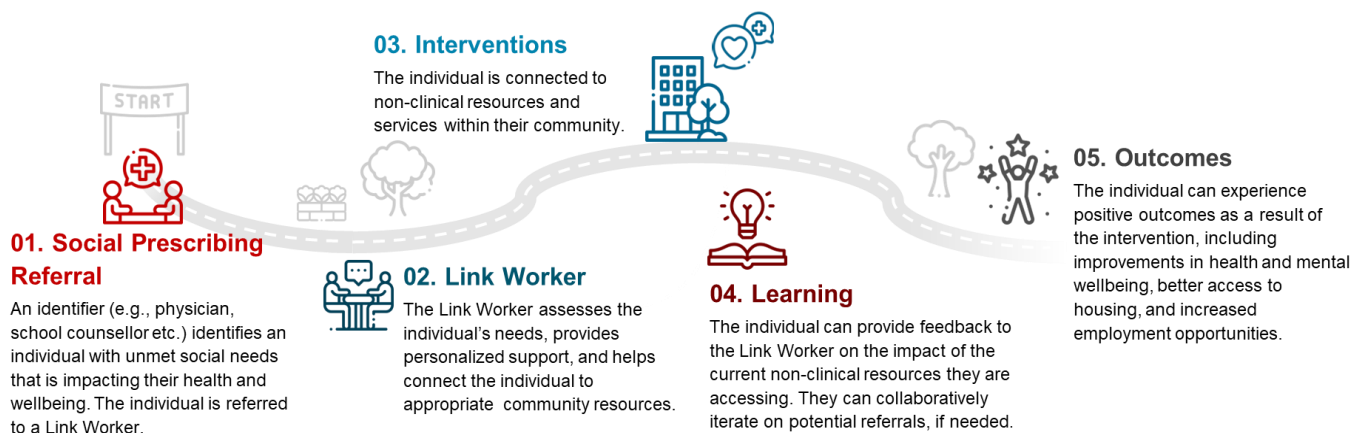 START
01. Social Prescribing
Referral
An identifier (e.g., physician,
school counsellor etc.) identifies an
individual with unmet social needs
that is impacting their health and
wellbeing. The individual is referred
to a Link Worker.
02. Link Worker
The Link Worker assesses the
individual’s needs, provides
personalized support, and helps
connect the individual to
appropriate community resources.
03. Interventions
The individual is connected to
non-clinical resources and
services within their community.
04. Learning
The individual can provide feedback to
the Link Worker on the impact of the
current non-clinical resources they are
accessing. They can collaboratively
iterate on potential referrals, if needed.
05. Outcomes
The individual can experience
positive outcomes as a result of
the intervention, including
improvements in health and mental
wellbeing, better access to
housing, and increased
employment opportunities.